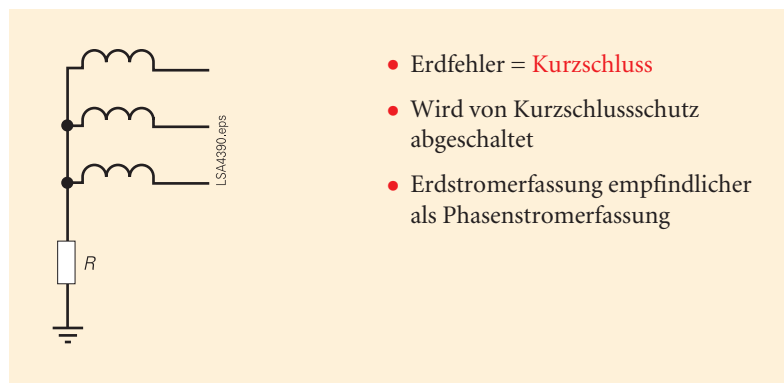 • Erdfehler = Kurzschluss
• Wird von Kurzschlussschutz
abgeschaltet
• Erdstromerfassung empfindlicher
als Phasenstromerfassung
LSA4390.eps
R